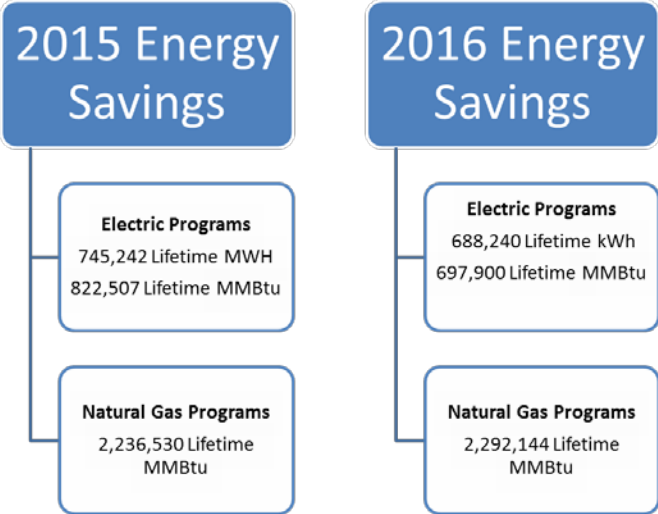 2015 Energy
Savings
Electric Programs
745,242 Lifetime MWH
822,507 Lifetime MMBtu
Natural Gas Programs
2,236,530 Lifetime
MMBtu
2016 Energy
Savings
Electric Programs
688,240 Lifetime kWh
697,900 Lifetime MMBtu
Natural Gas Programs
2,292,144 Lifetime
MMBtu